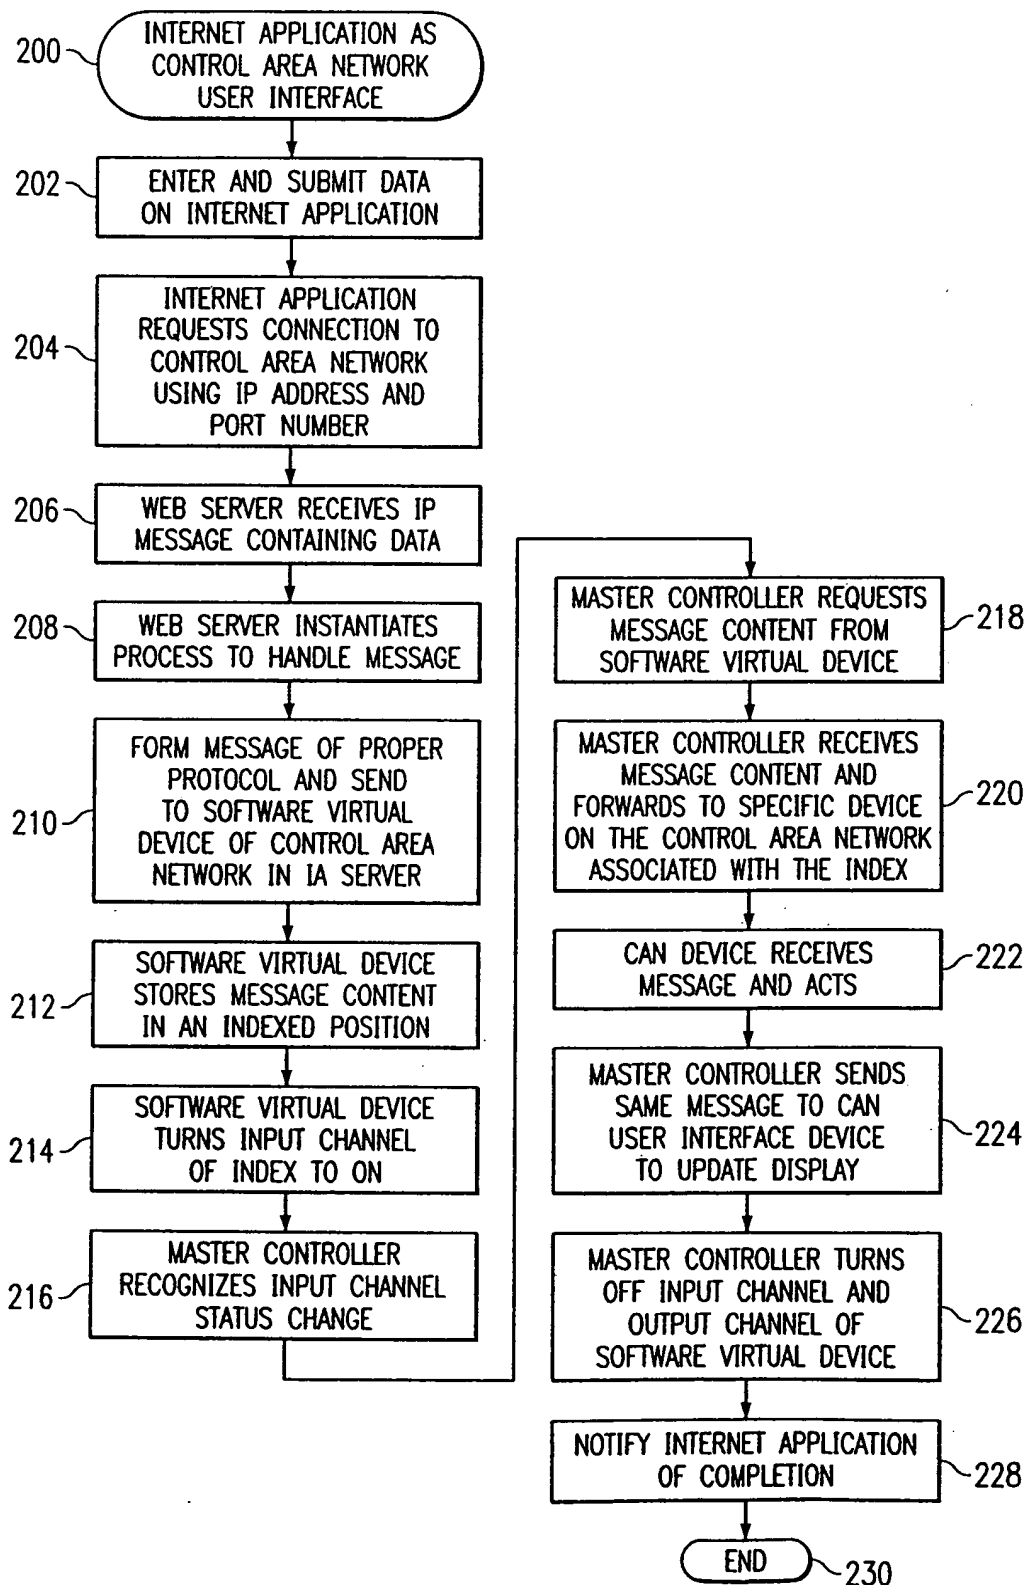 200
INTERNET APPLICATION AS
CONTROL AREA NETWORK
USER INTERFACE
202
ENTER AND SUBMIT DATA
ON INTERNET APPLICATION
204
INTERNET APPLICATION
REQUESTS CONNECTION TO
CONTROL AREA NETWORK
USING IP ADDRESS AND
PORT NUMBER
206
WEB SERVER RECEIVES IP
MESSAGE CONTAINING DATA
208
WEB SERVER INSTANTIATES
PROCESS TO HANDLE MESSAGE
210
FORM MESSAGE OF PROPER
PROTOCOL AND SEND
TO SOFTWARE VIRTUAL
DEVICE OF CONTROL AREA
NETWORK IN IA SERVER
212
SOFTWARE VIRTUAL DEVICE
STORES MESSAGE CONTENT
IN AN INDEXED POSITION
214
SOFTWARE VIRTUAL DEVICE
TURNS INPUT CHANNEL
OF INDEX TO ON
216
MASTER CONTROLLER
RECOGNIZES INPUT CHANNEL
STATUS CHANGE
MASTER CONTROLLER REQUESTS
MESSAGE CONTENT FROM
SOFTWARE VIRTUAL DEVICE
218
MASTER CONTROLLER RECEIVES
MESSAGE CONTENT AND
FORWARDS TO SPECIFIC DEVICE
ON THE CONTROL AREA NETWORK
ASSOCIATED WITH THE INDEX
220
CAN DEVICE RECEIVES
MESSAGE AND ACTS
222
MASTER CONTROLLER SENDS
SAME MESSAGE TO CAN
USER INTERFACE DEVICE
TO UPDATE DISPLAY
224
MASTER CONTROLLER TURNS
OFF INPUT CHANNEL AND
OUTPUT CHANNEL OF
SOFTWARE VIRTUAL DEVICE
226
NOTIFY INTERNET APPLICATION
OF COMPLETION
228
END
230